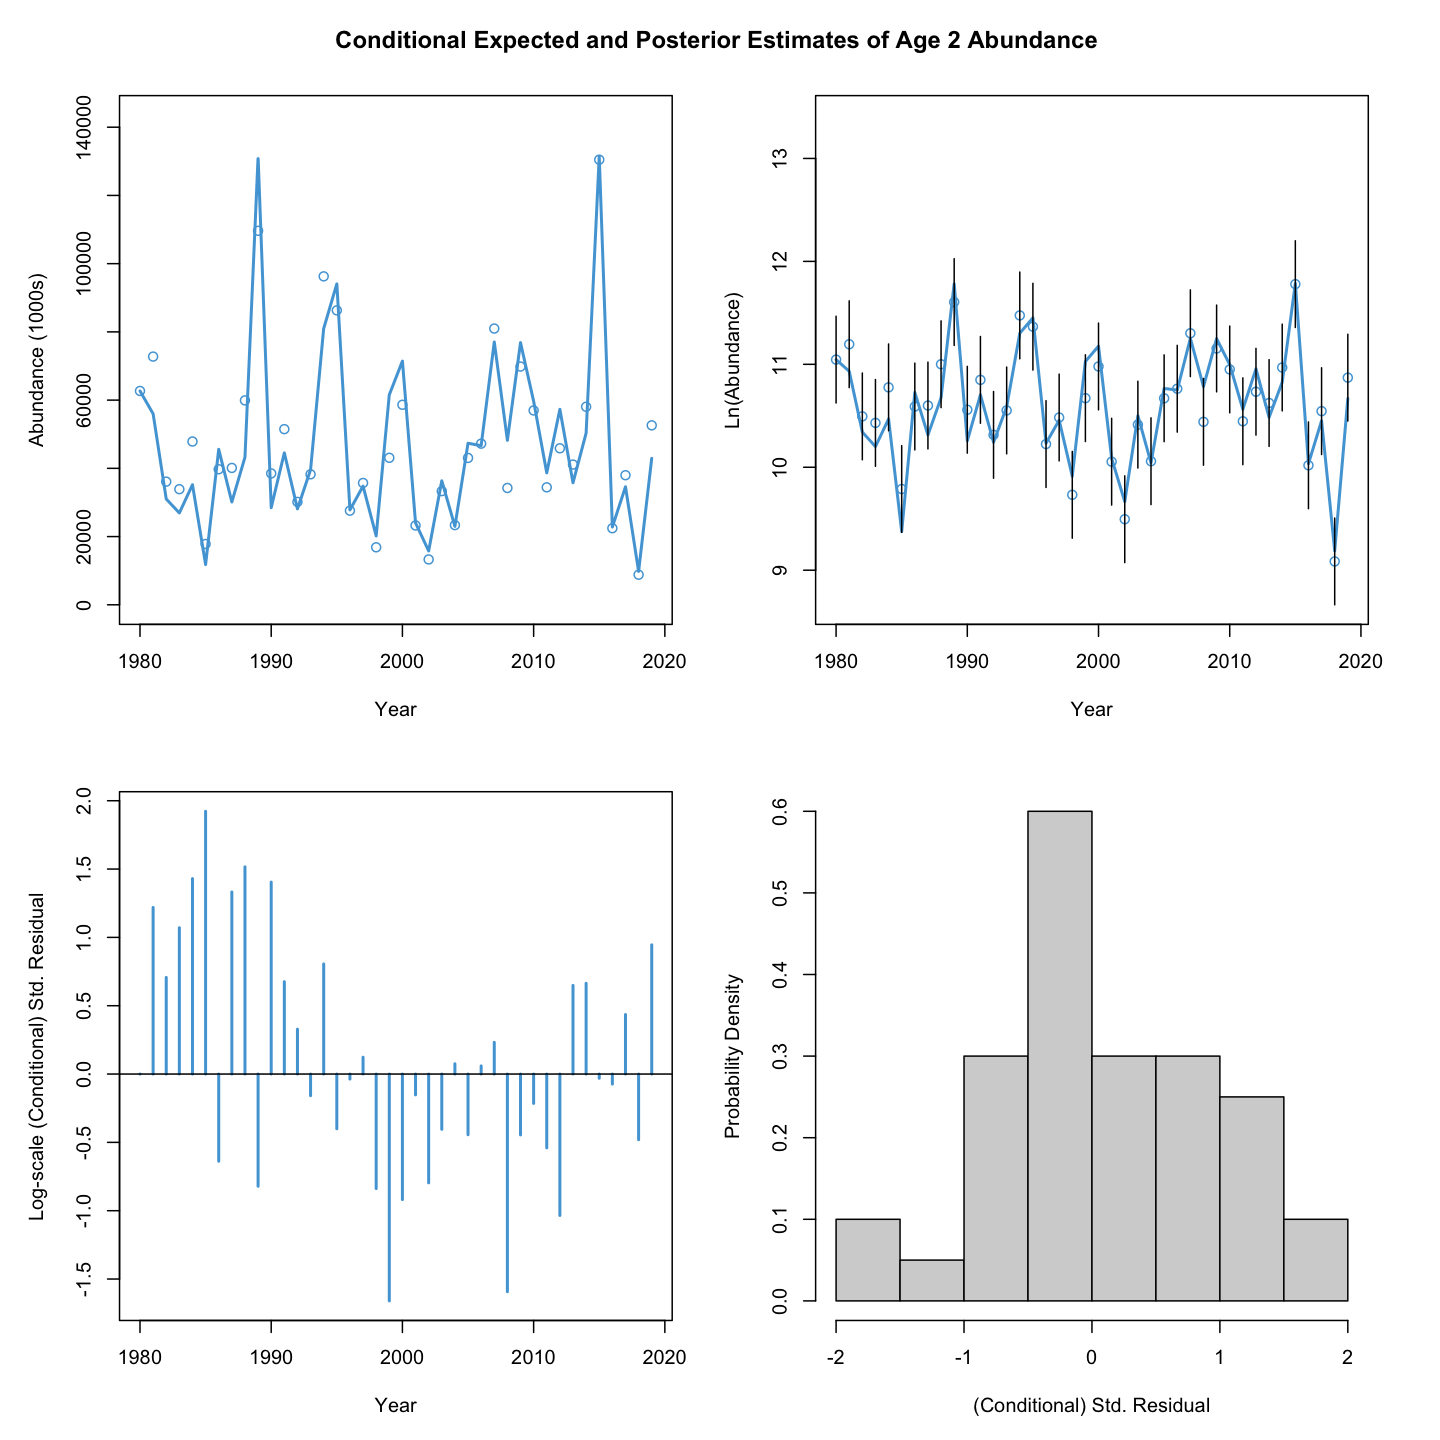 Conditional Expected and Posterior Estimates of Age 2 Abundance
Abundance (1000s)
140000
100000
60000
20000
0
1980 1990 2000 2010 2020
Year
Ln(Abundance)
13
12
11
10
9
1980 1990 2000 2010 2020
Year
Log-scale (Conditional) Std. Residual
2.0
1.5
1.0
0.5
0.0
-0.5
-1.0
-1.5
1980 1990 2000 2010 2020
Year
Probability Density
0.6
0.5
0.4
0.3
0.2
0.1
0.0
-2 -1 0 1 2
(Conditional) Std. Residual